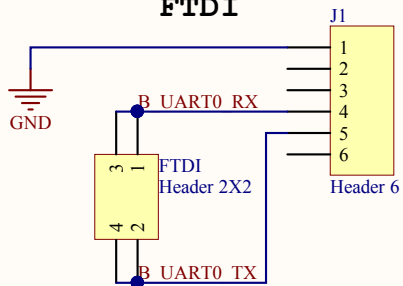 FTDI
J1
1
2
3
B_UART0_RX
4
5
6
GND
3 1
FTDI
Header 2X2
Header 6
4 2
B_UART0_TX